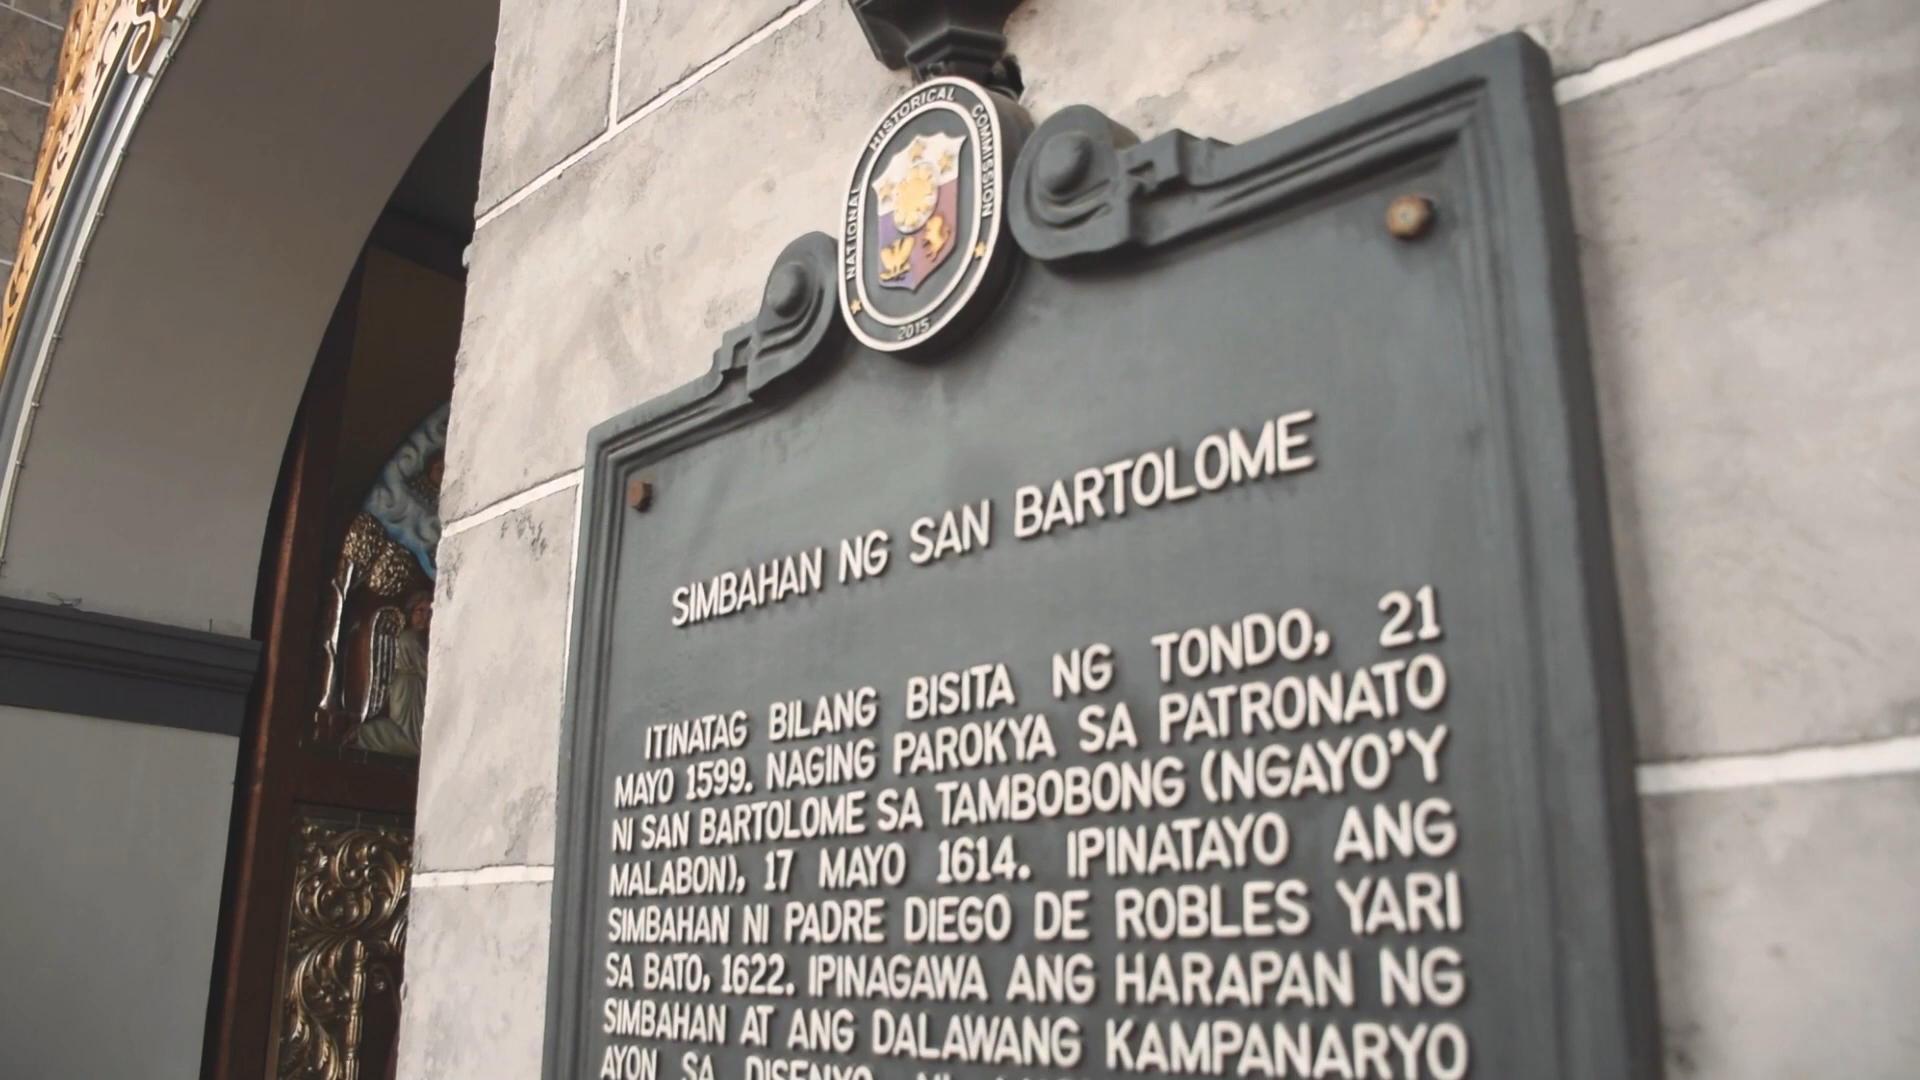 NATIONAL HISTORICAL COMMISSION
2015
SIMBAHAN NG SAN BARTOLOME
ITINATAG BILANG BISITA NG TONDO, 21
MAYO 1599. NAGING PAROKYA SA PATRONATO
NI SAN BARTOLOME SA TAMBOBONG (NGAYO'Y
MALABON), 17 MAYO 1614. IPINATAYO ANG
SIMBAHAN NI PADRE DIEGO DE ROBLES YARI
SA BATO, 1622. IPINAGAWA ANG HARAPAN NG
SIMBAHAN AT ANG DALAWANG KAMPANARYO
AYON SA DISENYO NI